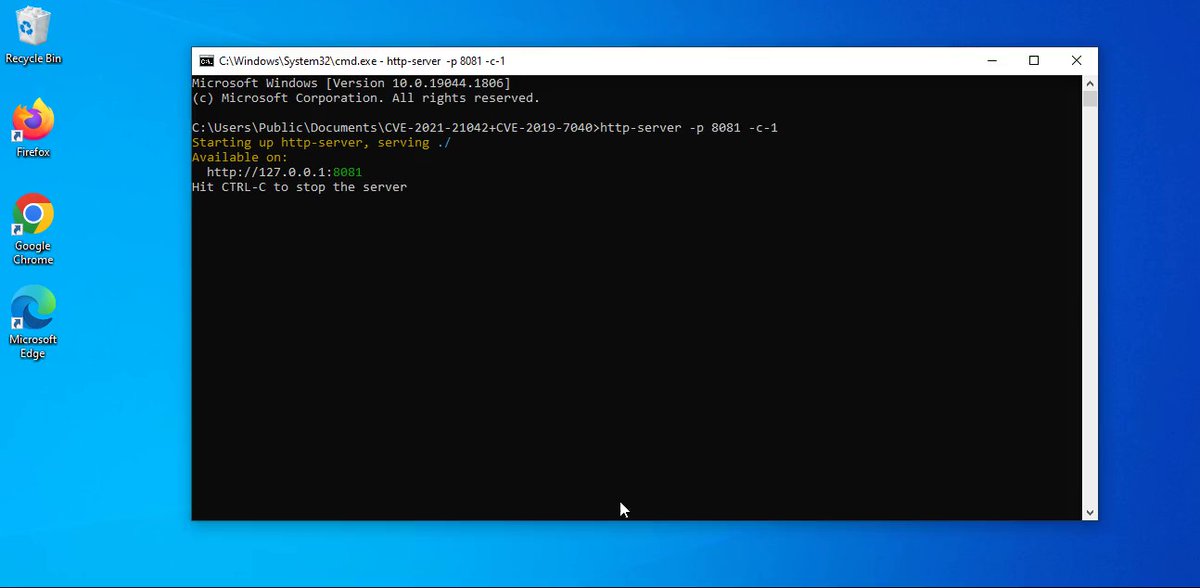 Recycle Bin
Firefox
Google
Chrome
Microsoft
Edge
C:\Windows\System32\cmd.exe - http-server  -p 8081 -c-1
Microsoft Windows [Version 10.0.19044.1806]
(c) Microsoft Corporation. All rights reserved.
C:\Users\Public\Documents\CVE-2021-21042+CVE-2019-7040>http-server -p 8081 -c-1
Starting up http-server, serving ./
Available on:
  http://127.0.0.1:8081
Hit CTRL-C to stop the server